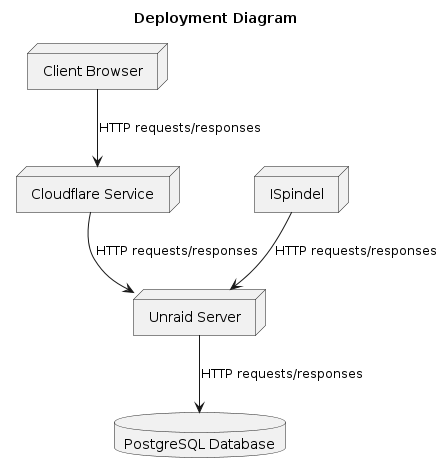 Deployment Diagram
Client Browser
HTTP requests/responses
Cloudflare Service
ISpindel
HTTP requests/responses
HTTP requests/responses
Unraid Server
HTTP requests/responses
PostgreSQL Database